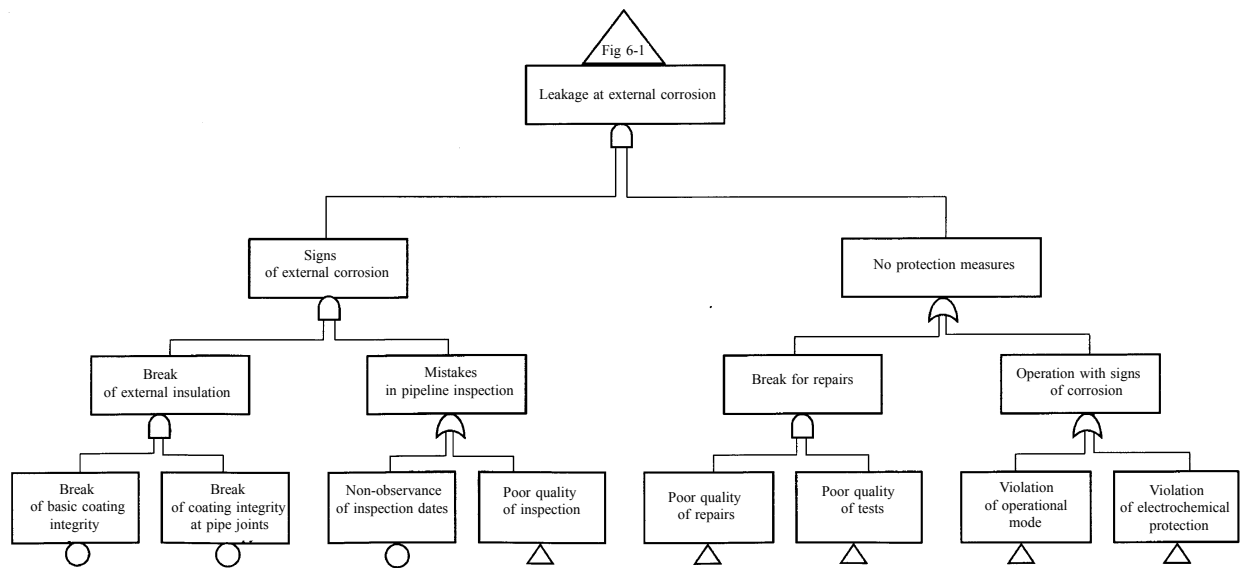 Fig 6-1
Leakage at external corrosion
Signs
of external corrosion
No protection measures
Break
of external insulation
Mistakes
in pipeline inspection
Break for repairs
Operation with signs
of corrosion
Break
of basic coating
integrity
Break
of coating integrity
at pipe joints
Non-observance
of inspection dates
Poor quality
of inspection
Poor quality
of repairs
Poor quality
of tests
Violation
of operational
mode
Violation
of electrochemical
protection